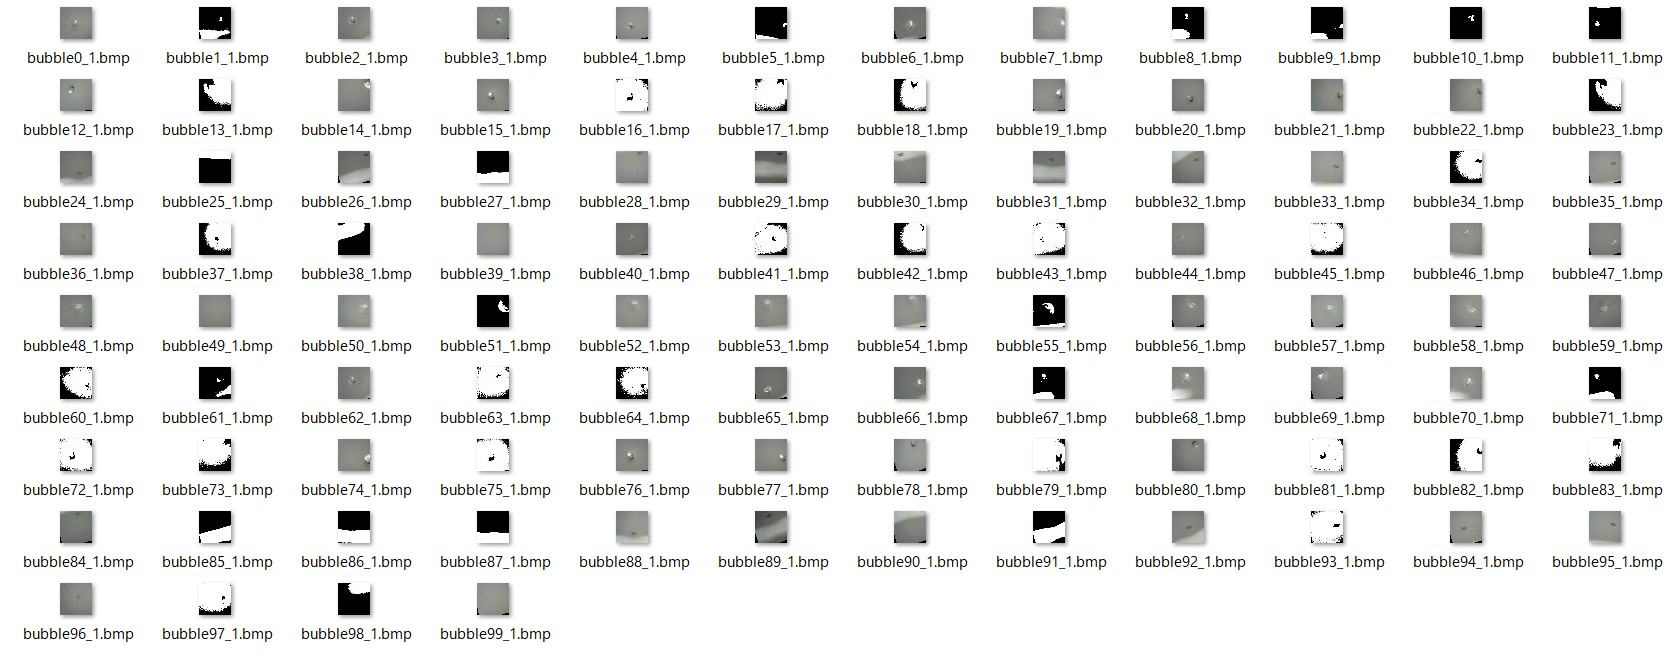 bubble0_1.bmp bubble1_1.bmp bubble2_1.bmp bubble3_1.bmp bubble4_1.bmp bubble5_1.bmp bubble6_1.bmp bubble7_1.bmp bubble8_1.bmp bubble9_1.bmp bubble10_1.bmp bubble11_1.bmp
bubble12_1.bmp bubble13_1.bmp bubble14_1.bmp bubble15_1.bmp bubble16_1.bmp bubble17_1.bmp bubble18_1.bmp bubble19_1.bmp bubble20_1.bmp bubble21_1.bmp bubble22_1.bmp bubble23_1.bmp
bubble24_1.bmp bubble25_1.bmp bubble26_1.bmp bubble27_1.bmp bubble28_1.bmp bubble29_1.bmp bubble30_1.bmp bubble31_1.bmp bubble32_1.bmp bubble33_1.bmp bubble34_1.bmp bubble35_1.bmp
bubble36_1.bmp bubble37_1.bmp bubble38_1.bmp bubble39_1.bmp bubble40_1.bmp bubble41_1.bmp bubble42_1.bmp bubble43_1.bmp bubble44_1.bmp bubble45_1.bmp bubble46_1.bmp bubble47_1.bmp
bubble48_1.bmp bubble49_1.bmp bubble50_1.bmp bubble51_1.bmp bubble52_1.bmp bubble53_1.bmp bubble54_1.bmp bubble55_1.bmp bubble56_1.bmp bubble57_1.bmp bubble58_1.bmp bubble59_1.bmp
bubble60_1.bmp bubble61_1.bmp bubble62_1.bmp bubble63_1.bmp bubble64_1.bmp bubble65_1.bmp bubble66_1.bmp bubble67_1.bmp bubble68_1.bmp bubble69_1.bmp bubble70_1.bmp bubble71_1.bmp
bubble72_1.bmp bubble73_1.bmp bubble74_1.bmp bubble75_1.bmp bubble76_1.bmp bubble77_1.bmp bubble78_1.bmp bubble79_1.bmp bubble80_1.bmp bubble81_1.bmp bubble82_1.bmp bubble83_1.bmp
bubble84_1.bmp bubble85_1.bmp bubble86_1.bmp bubble87_1.bmp bubble88_1.bmp bubble89_1.bmp bubble90_1.bmp bubble91_1.bmp bubble92_1.bmp bubble93_1.bmp bubble94_1.bmp bubble95_1.bmp
bubble96_1.bmp bubble97_1.bmp bubble98_1.bmp bubble99_1.bmp